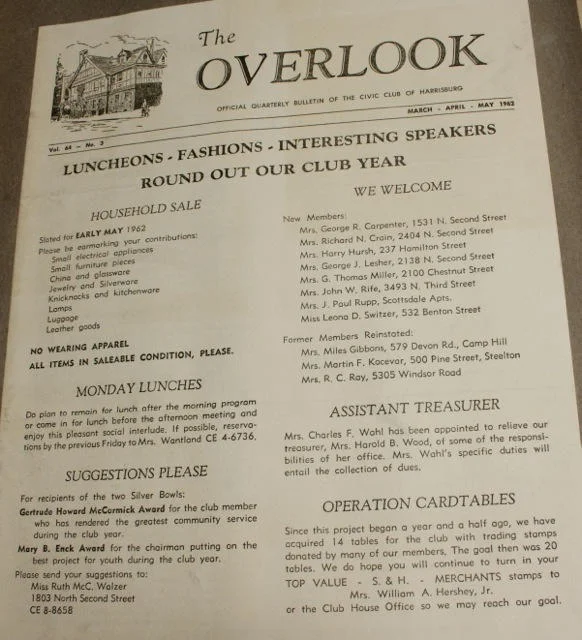 The
OVERLOOK
OFFICIAL QUARTERLY BULLETIN OF THE CIVIC CLUB OF HARRISBURG
Vol. 64 - No. 3
MARCH - APRIL - MAY 1962
LUNCHEONS - FASHIONS - INTERESTING SPEAKERS
ROUND OUT OUR CLUB YEAR
HOUSEHOLD SALE
Slated for EARLY MAY 1962
Please be earmarking your contributions:
Small electrical appliances
Small furniture pieces
China and glassware
Jewelry and Silverware
Knicknacks and kitchenware
Lamps
Luggage
Leather goods
NO WEARING APPAREL
ALL ITEMS IN SALEABLE CONDITION, PLEASE.
MONDAY LUNCHES
Do plan to remain for lunch after the morning program
or come in for lunch before the afternoon meeting and
enjoy this pleasant social interlude. If possible, reserva-
tions by the previous Friday to Mrs. Wantland CE 4-6736.
SUGGESTIONS PLEASE
For recipients of the two Silver Bowls:
Gertrude Howard McCormick Award for the club member
who has rendered the greatest community service
during the club year.
Mary B. Enck Award for the chairman putting on the
best project for youth during the club year.
Please send your suggestions to:
Miss Ruth McC. Walzer
1803 North Second Street
CE 8-8658
WE WELCOME
New Members:
Mrs. George R. Carpenter, 1531 N. Second Street
Mrs. Richard N. Crain, 2404 N. Second Street
Mrs. Harry Hursh, 237 Hamilton Street
Mrs. George J. Lesher, 2138 N. Second Street
Mrs. G. Thomas Miller, 2100 Chestnut Street
Mrs. John W. Rife, 3493 N. Third Street
Mrs. J. Paul Rupp, Scottsdale Apts.
Miss Leona D. Switzer, 532 Benton Street
Former Members Reinstated:
Mrs. Miles Gibbons, 579 Devon Rd., Camp Hill
Mrs. Martin F. Kocevar, 500 Pine Street, Steelton
Mrs. R. C. Ray, 5305 Windsor Road
ASSISTANT TREASURER
Mrs. Charles F. Wahl has been appointed to relieve our
treasurer, Mrs. Harold B. Wood, of some of the responsi-
bilities of her office. Mrs. Wahl's specific duties will
entail the collection of dues.
OPERATION CARDTABLES
Since this project began a year and a half ago, we have
acquired 14 tables for the club with trading stamps
donated by many of our members. The goal then was 20
tables. We do hope you will continue to turn in your
TOP VALUE - S. & H. - MERCHANTS stamps to
Mrs. William A. Hershey, Jr.
or the Club House Office so we may reach our goal.